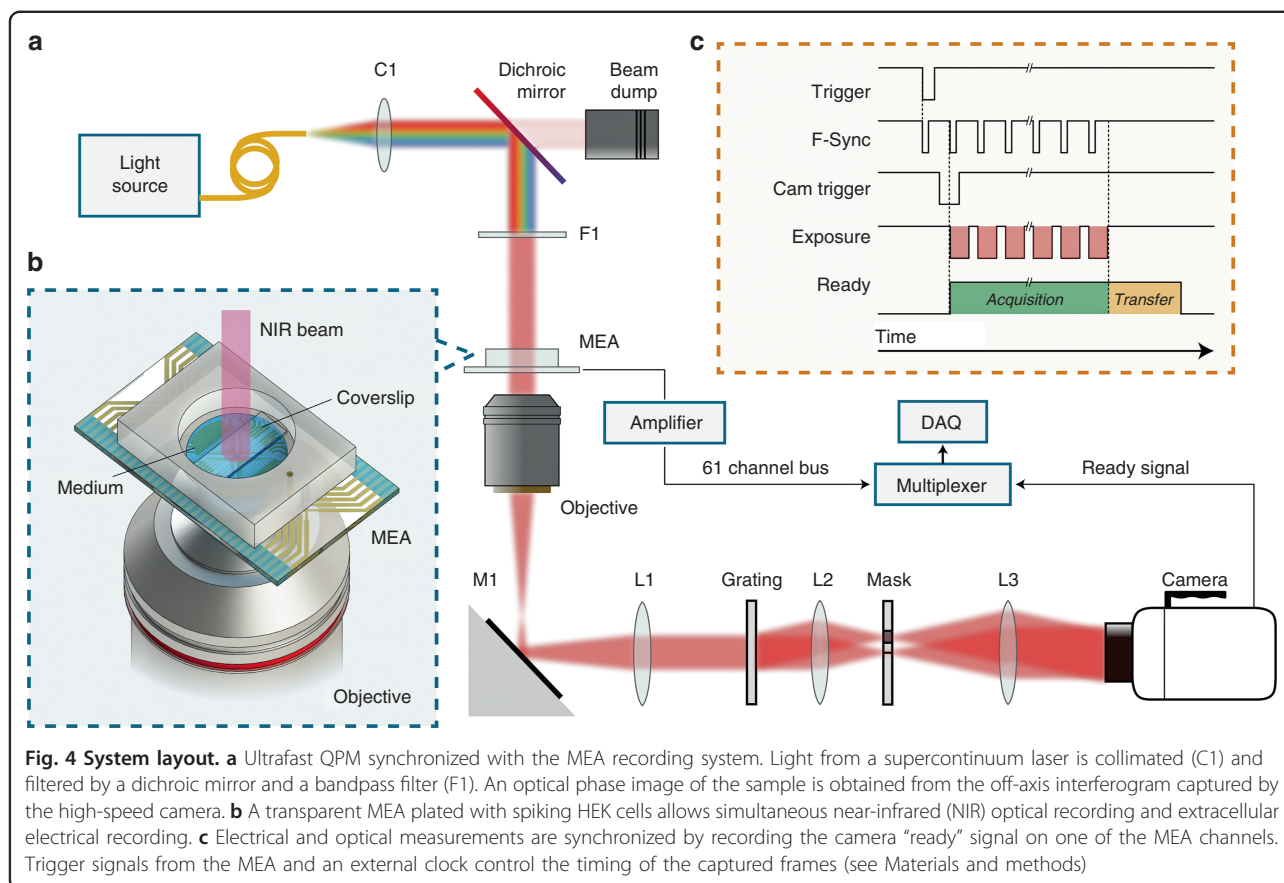 a
C1
Dichroic
mirror
Beam
dump
Light
source
F1
b
NIR beam
Coverslip
Medium
MEA
Objective
MEA
Amplifier
61 channel bus
DAQ
Multiplexer
Ready signal
Objective
M1
L1
Grating
L2
Mask
L3
Camera
c
Trigger
F-Sync
Cam trigger
Exposure
Ready
Acquisition
Transfer
Time
Fig. 4 System layout. a Ultrafast QPM synchronized with the MEA recording system. Light from a supercontinuum laser is collimated (C1) and
filtered by a dichroic mirror and a bandpass filter (F1). An optical phase image of the sample is obtained from the off-axis interferogram captured by
the high-speed camera. b A transparent MEA plated with spiking HEK cells allows simultaneous near-infrared (NIR) optical recording and extracellular
electrical recording. c Electrical and optical measurements are synchronized by recording the camera “ready” signal on one of the MEA channels.
Trigger signals from the MEA and an external clock control the timing of the captured frames (see Materials and methods)